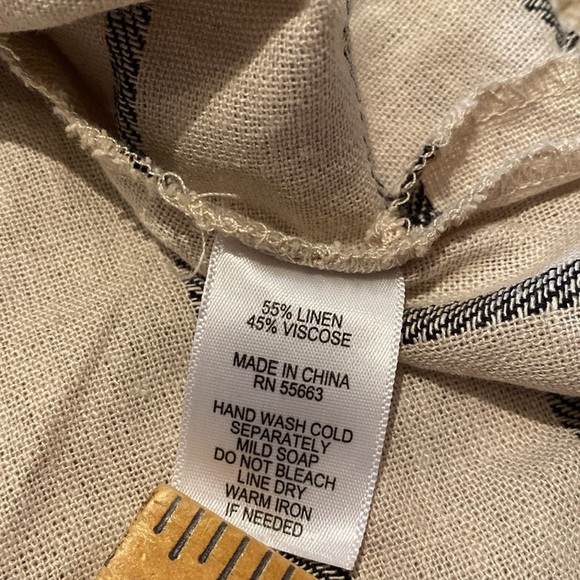 55% LINEN
45% VISCOSE
MADE IN CHINA
RN 55663
HAND WASH COLD
SEPARATELY
MILD SOAP
DO NOT BLEACH
LINE DRY
WARM IRON
IF NEEDED